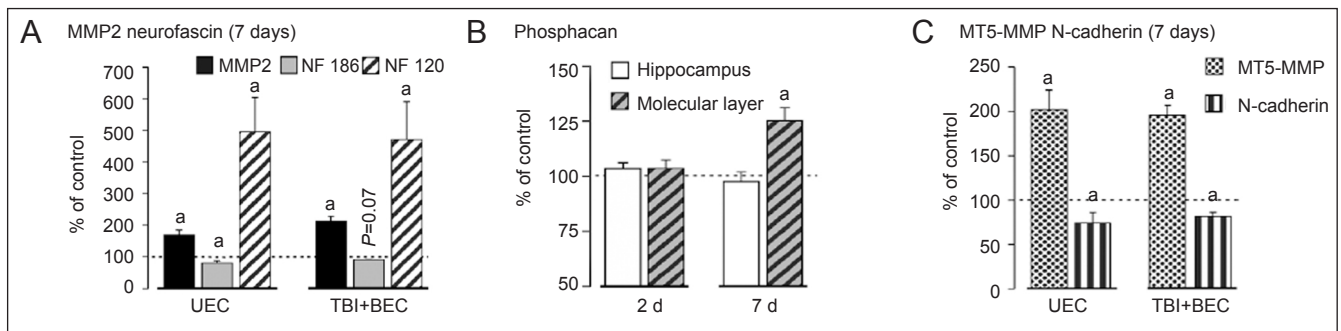 A MMP2 neurofascin (7 days)
MMP2 NF 186 NF 120
% of control
700
600
500
400
300
200
100
0
a
a
a
a
P=0.07
a
UEC
TBI+BEC
B Phosphacan
Hippocampus
Molecular layer
% of control
150
125
100
75
50
a
2 d
7 d
C MT5-MMP N-cadherin (7 days)
MT5-MMP
N-cadherin
% of control
250
200
150
100
50
0
a
a
a
a
UEC
TBI+BEC